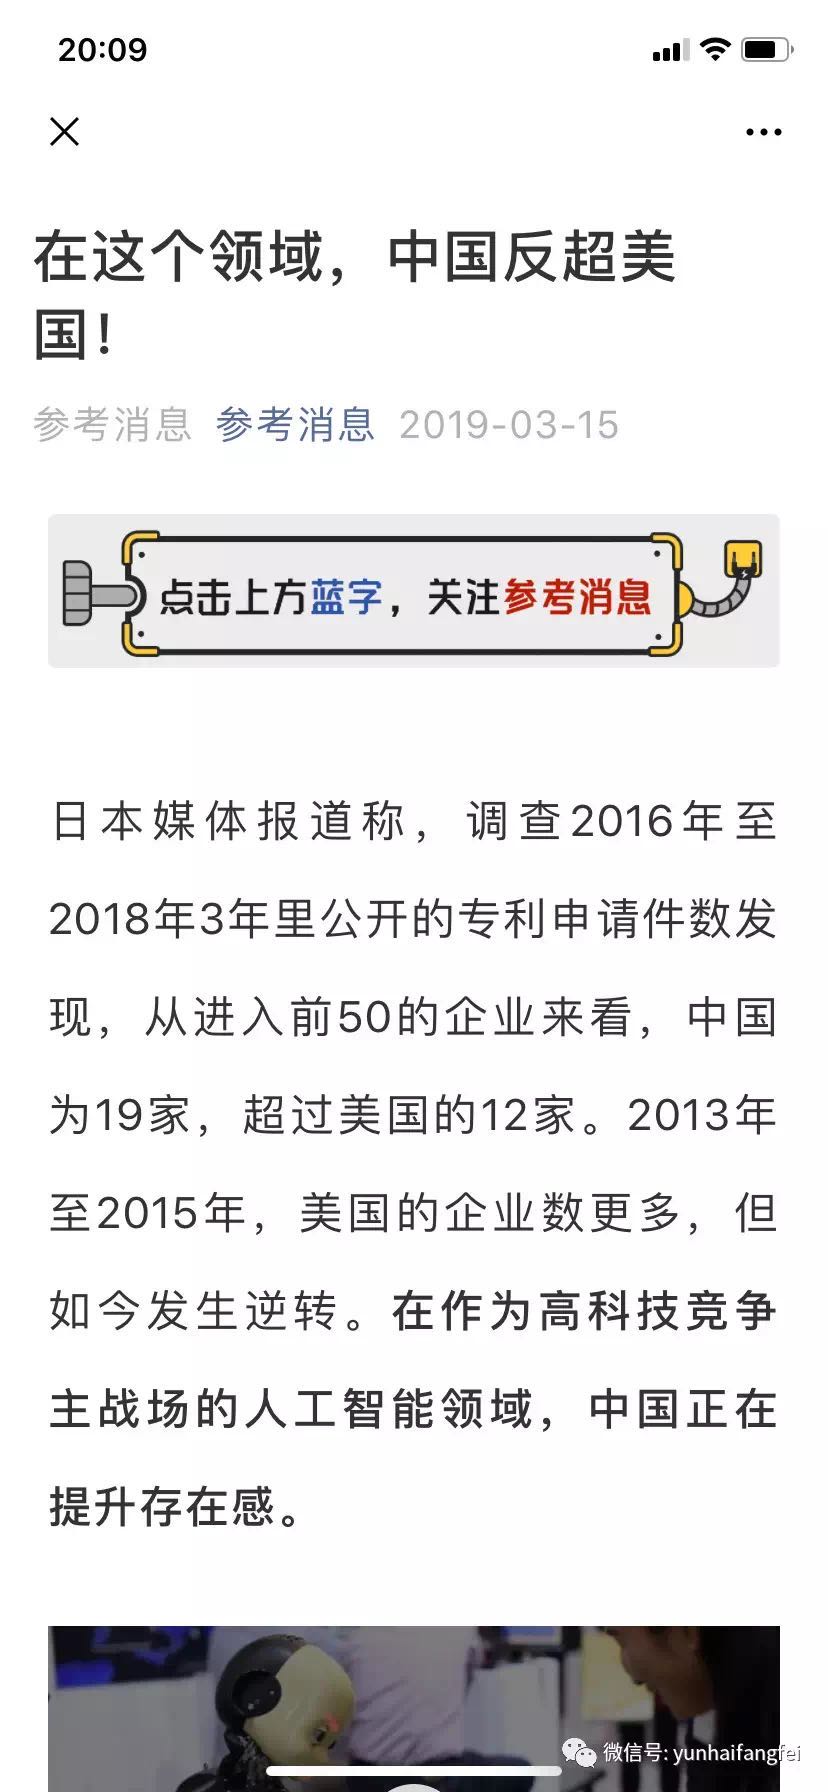 20:09
在这个领域，中国反超美
国！
参考消息 参考消息 2019-03-15
点击上方蓝字，关注参考消息
日本媒体报道称，调查2016年至
2018年3年里公开的专利申请件数发
现，从进入前50的企业来看，中国
为19家，超过美国的12家。2013年
至2015年，美国的企业数更多，但
如今发生逆转。在作为高科技竞争
主战场的人工智能领域，中国正在
提升存在感。
微信号: yunhaifangfei